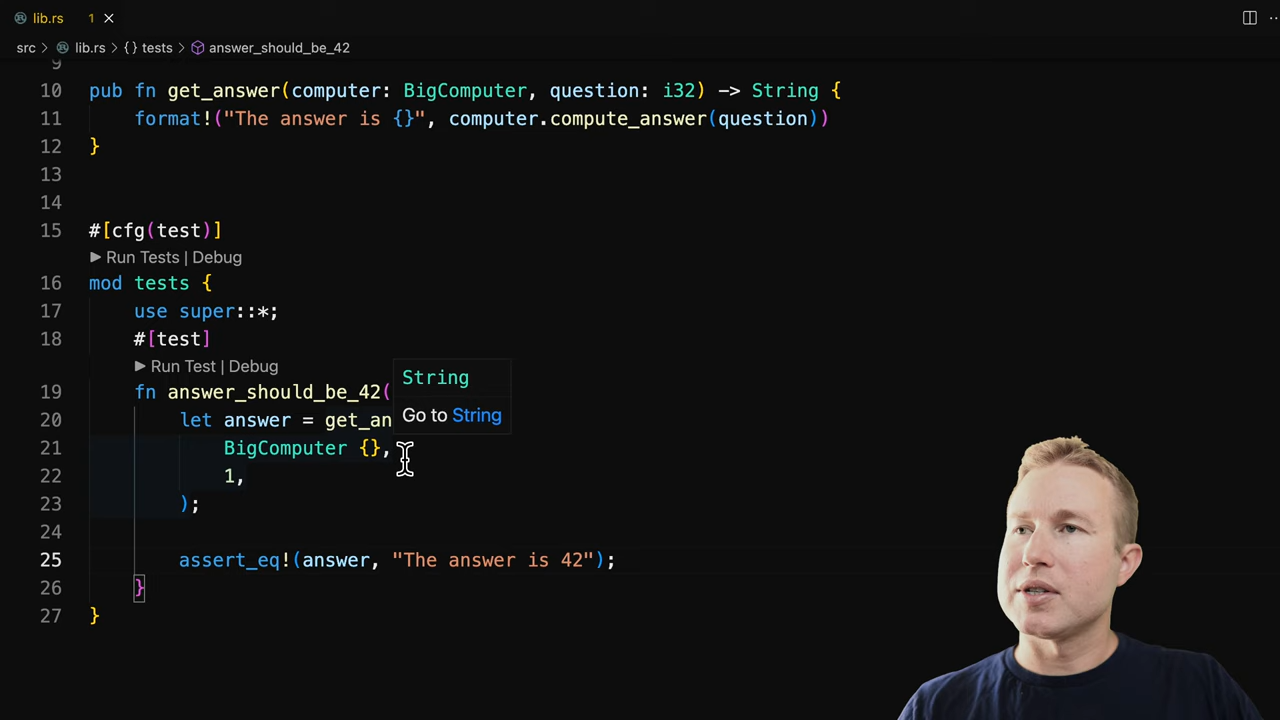 lib.rs 1
src > lib.rs > {} tests > answer_should_be_42
9
10 pub fn get_answer(computer: BigComputer, question: i32) -> String {
11 format!("The answer is {}", computer.compute_answer(question))
12 }
13
14
15 #[cfg(test)]
Run Tests | Debug
16 mod tests {
17 use super::*;
18 #[test]
Run Test | Debug
String
19 fn answer_should_be_42(
Go to String
20 let answer = get_an
21 BigComputer {},
22 1,
23 );
24
25 assert_eq!(answer, "The answer is 42");
26 }
27 }